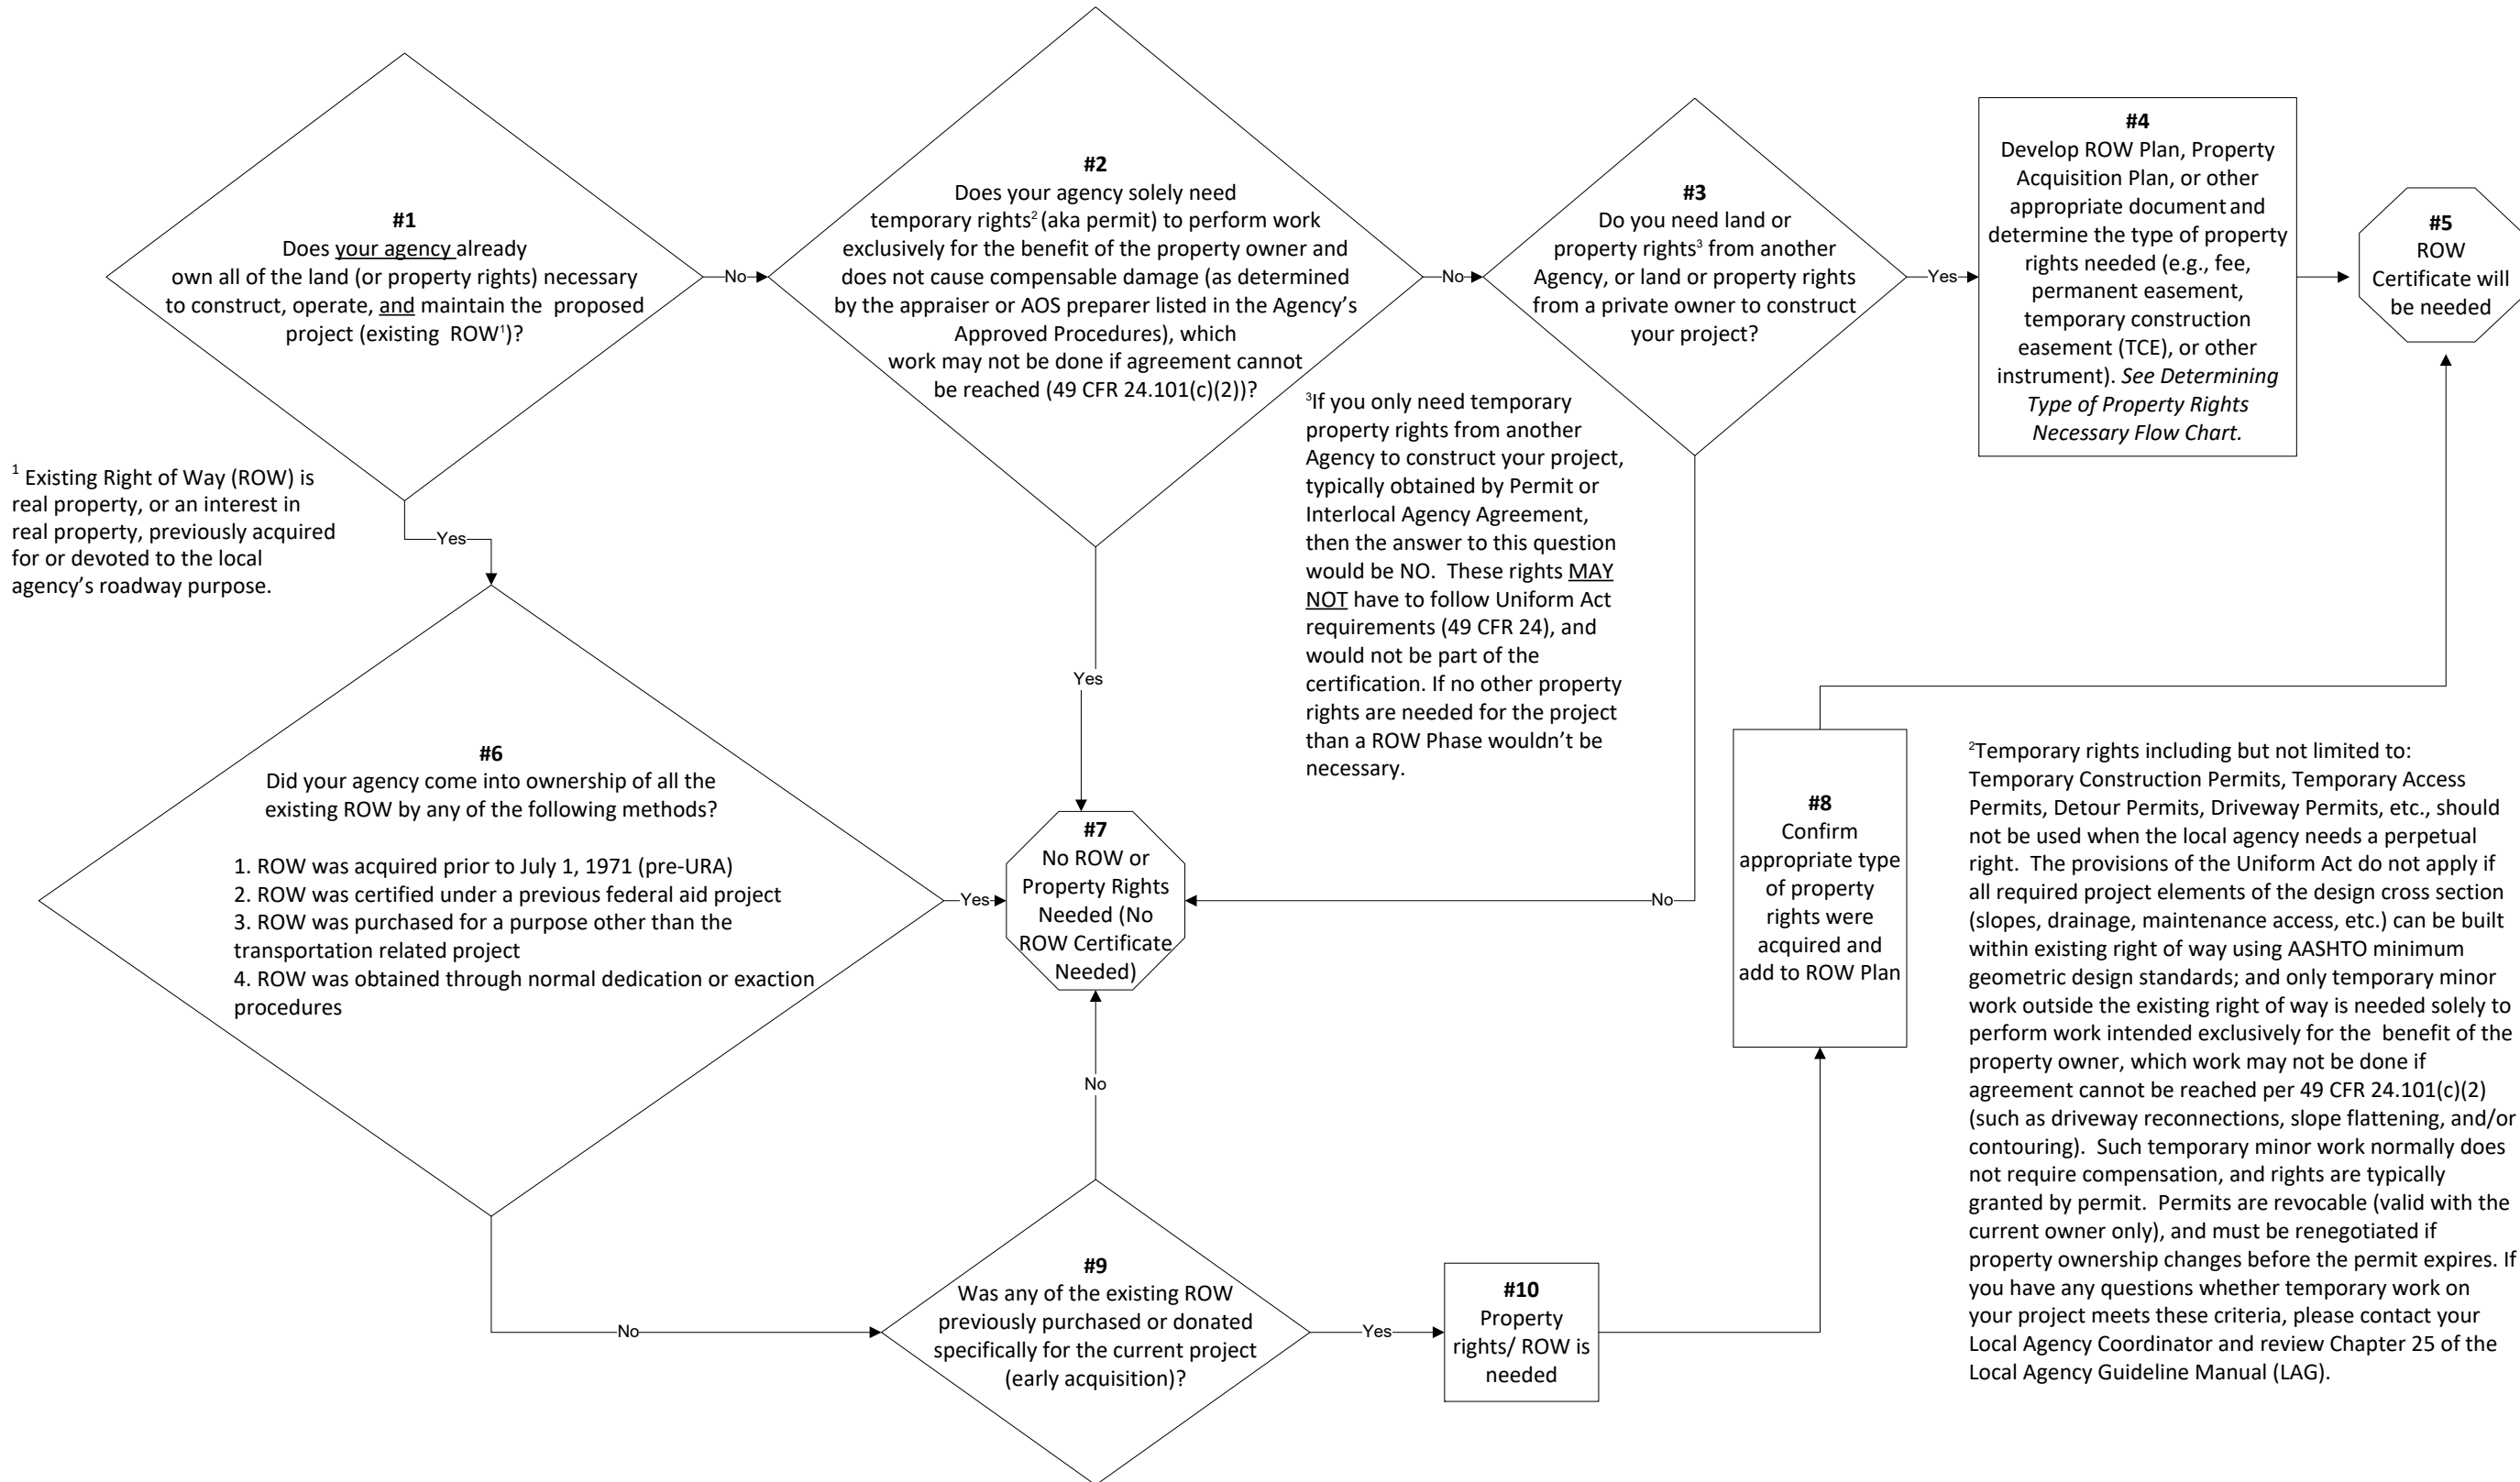 #1
Does your agency already
own all of the land (or property rights) necessary
to construct, operate, and maintain the proposed
project (existing ROW1)?
No
#2
Does your agency solely need
temporary rights2 (aka permit) to perform work
exclusively for the benefit of the property owner and
does not cause compensable damage (as determined
by the appraiser or AOS preparer listed in the Agency’s
Approved Procedures), which
work may not be done if agreement cannot
be reached (49 CFR 24.101(c)(2))?
No
#3
Do you need land or
property rights3 from another
Agency, or land or property rights
from a private owner to construct
your project?
Yes
#4
Develop ROW Plan, Property
Acquisition Plan, or other
appropriate document and
determine the type of property
rights needed (e.g., fee,
permanent easement,
temporary construction
easement (TCE), or other
instrument). See Determining
Type of Property Rights
Necessary Flow Chart.
#5
ROW
Certificate will
be needed
1 Existing Right of Way (ROW) is
real property, or an interest in
real property, previously acquired
for or devoted to the local
agency’s roadway purpose.
Yes
Yes
3If you only need temporary
property rights from another
Agency to construct your project,
typically obtained by Permit or
Interlocal Agency Agreement,
then the answer to this question
would be NO. These rights MAY
NOT have to follow Uniform Act
requirements (49 CFR 24), and
would not be part of the
certification. If no other property
rights are needed for the project
than a ROW Phase wouldn’t be
necessary.
#6
Did your agency come into ownership of all the
existing ROW by any of the following methods?
1. ROW was acquired prior to July 1, 1971 (pre-URA)
2. ROW was certified under a previous federal aid project
3. ROW was purchased for a purpose other than the
transportation related project
4. ROW was obtained through normal dedication or exaction
procedures
Yes
#7
No ROW or
Property Rights
Needed (No
ROW Certificate
Needed)
No
#8
Confirm
appropriate type
of property
rights were
acquired and
add to ROW Plan
2Temporary rights including but not limited to:
Temporary Construction Permits, Temporary Access
Permits, Detour Permits, Driveway Permits, etc., should
not be used when the local agency needs a perpetual
right. The provisions of the Uniform Act do not apply if
all required project elements of the design cross section
(slopes, drainage, maintenance access, etc.) can be built
within existing right of way using AASHTO minimum
geometric design standards; and only temporary minor
work outside the existing right of way is needed solely to
perform work intended exclusively for the benefit of the
property owner, which work may not be done if
agreement cannot be reached per 49 CFR 24.101(c)(2)
(such as driveway reconnections, slope flattening, and/or
contouring). Such temporary minor work normally does
not require compensation, and rights are typically
granted by permit. Permits are revocable (valid with the
current owner only), and must be renegotiated if
property ownership changes before the permit expires. If
you have any questions whether temporary work on
your project meets these criteria, please contact your
Local Agency Coordinator and review Chapter 25 of the
Local Agency Guideline Manual (LAG).
No
No
#9
Was any of the existing ROW
previously purchased or donated
specifically for the current project
(early acquisition)?
Yes
#10
Property
rights/ ROW is
needed